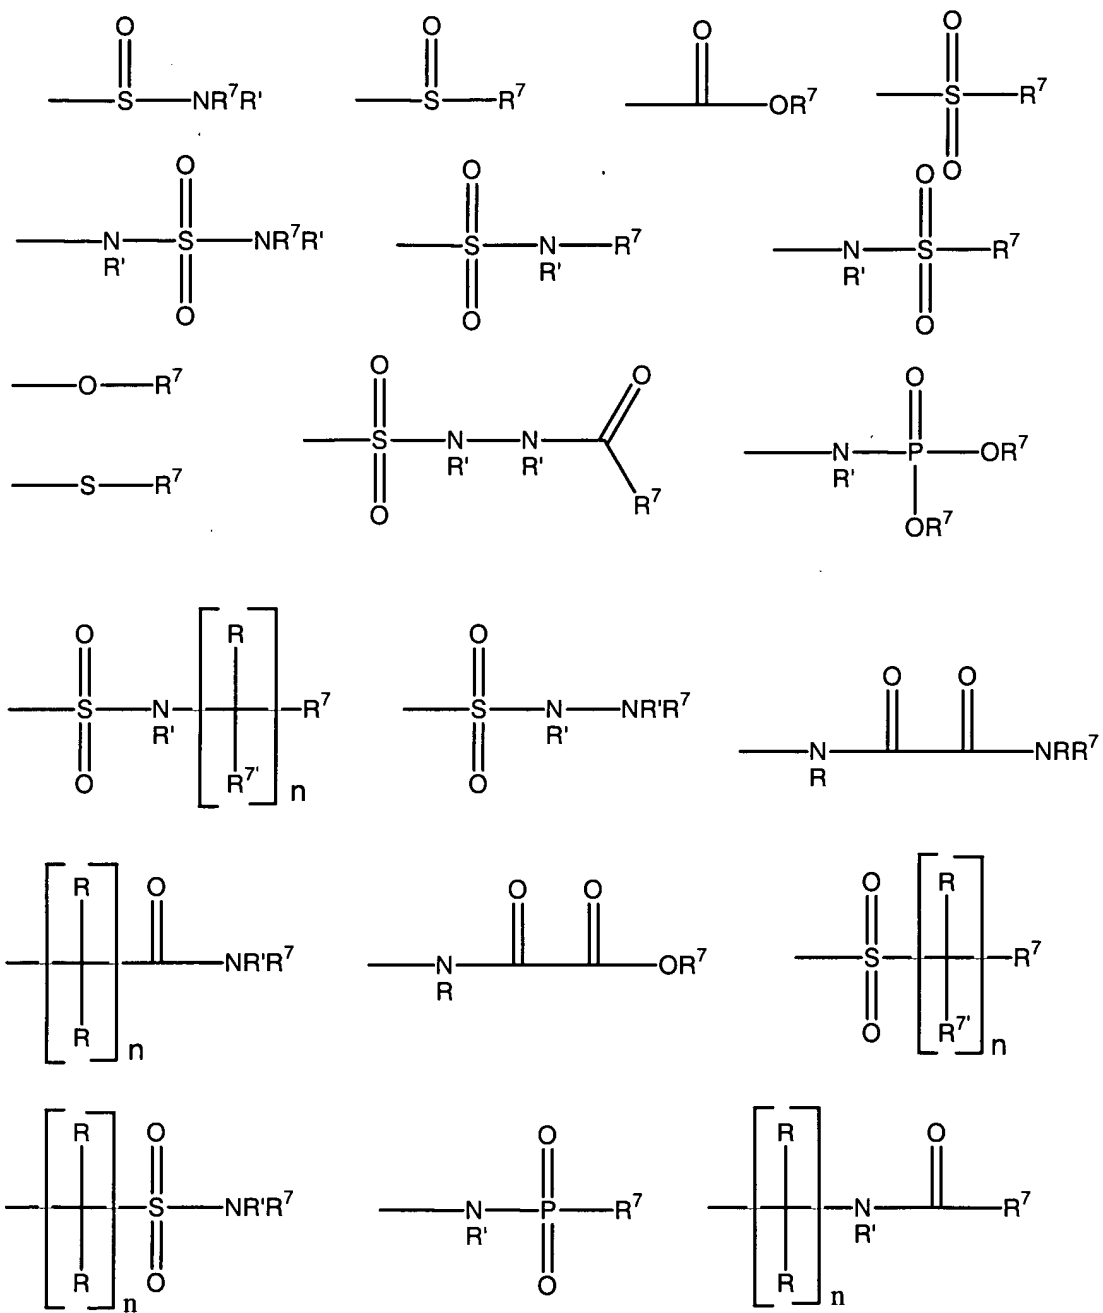 O O O O
S NR⁷R' S R⁷ OR⁷ S R⁷
O
O O O
N S NR⁷R' S N R⁷ N S R⁷
R' R' R'
O O O
O R⁷ O O O
S N N N P OR⁷
R' R' R'
S R⁷ O R⁷ OR⁷
O R O O O
S N R⁷ S N NR'R⁷ N NRR⁷
R' R' R
O R⁷' n O
R O O O O R
NR'R⁷ N OR⁷ S R⁷
R
R n O R⁷' n
R O O R O
S NR'R⁷ N P R⁷ N R⁷
R' R'
R n O O R n